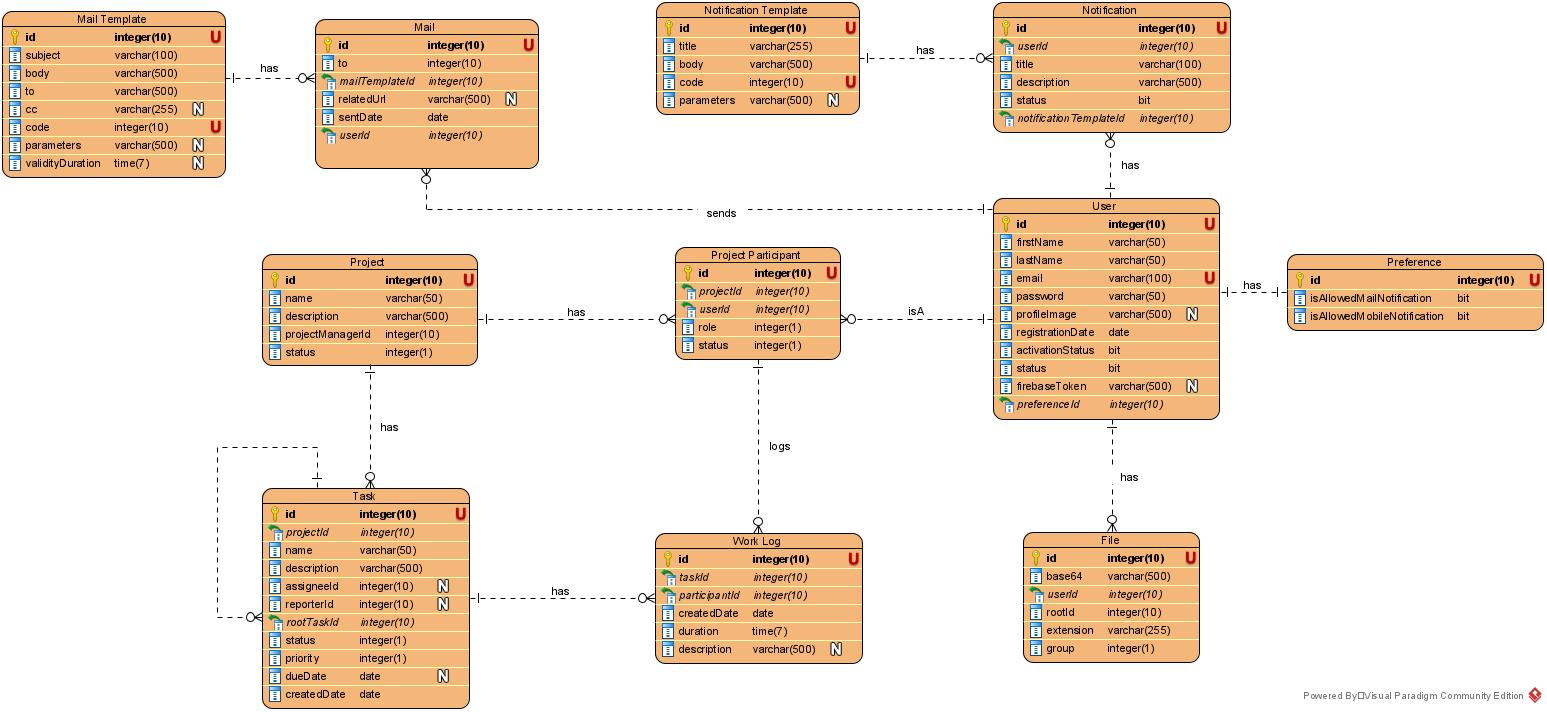 Mail Template
id integer(10) U
subject varchar(100)
body varchar(500)
to varchar(500)
cc varchar(255) N
code integer(10) U
parameters varchar(500) N
validityDuration time(7) N
has
Mail
id integer(10) U
to integer(10)
mailTemplateId integer(10)
relatedUrl varchar(500) N
sentDate date
userId integer(10)
Notification Template
id integer(10) U
title varchar(255)
body varchar(500)
code integer(10) U
parameters varchar(500) N
has
Notification
id integer(10) U
userId integer(10)
title varchar(100)
description varchar(500)
status bit
notificationTemplateId integer(10)
has
sends
User
id integer(10) U
firstName varchar(50)
lastName varchar(50)
email varchar(100) U
password varchar(50)
profileImage varchar(500) N
registrationDate date
activationStatus bit
status bit
firebaseToken varchar(500) N
preferenceId integer(10)
has
Preference
id integer(10) U
isAllowedMailNotification bit
isAllowedMobileNotification bit
Project
id integer(10) U
name varchar(50)
description varchar(500)
projectManagerId integer(10)
status integer(1)
has
Project Participant
id integer(10) U
projectId integer(10)
userId integer(10)
role integer(1)
status integer(1)
isA
has
logs
has
Task
id integer(10) U
projectId integer(10)
name varchar(50)
description varchar(500)
assigneeId integer(10) N
reporterId integer(10) N
rootTaskId integer(10)
status integer(1)
priority integer(1)
dueDate date N
createdDate date
has
Work Log
id integer(10) U
taskId integer(10)
participantId integer(10)
createdDate date
duration time(7)
description varchar(500) N
File
id integer(10) U
base64 varchar(500)
userId integer(10)
rootId integer(10)
extension varchar(255)
group integer(1)
Powered By□Visual Paradigm Community Edition